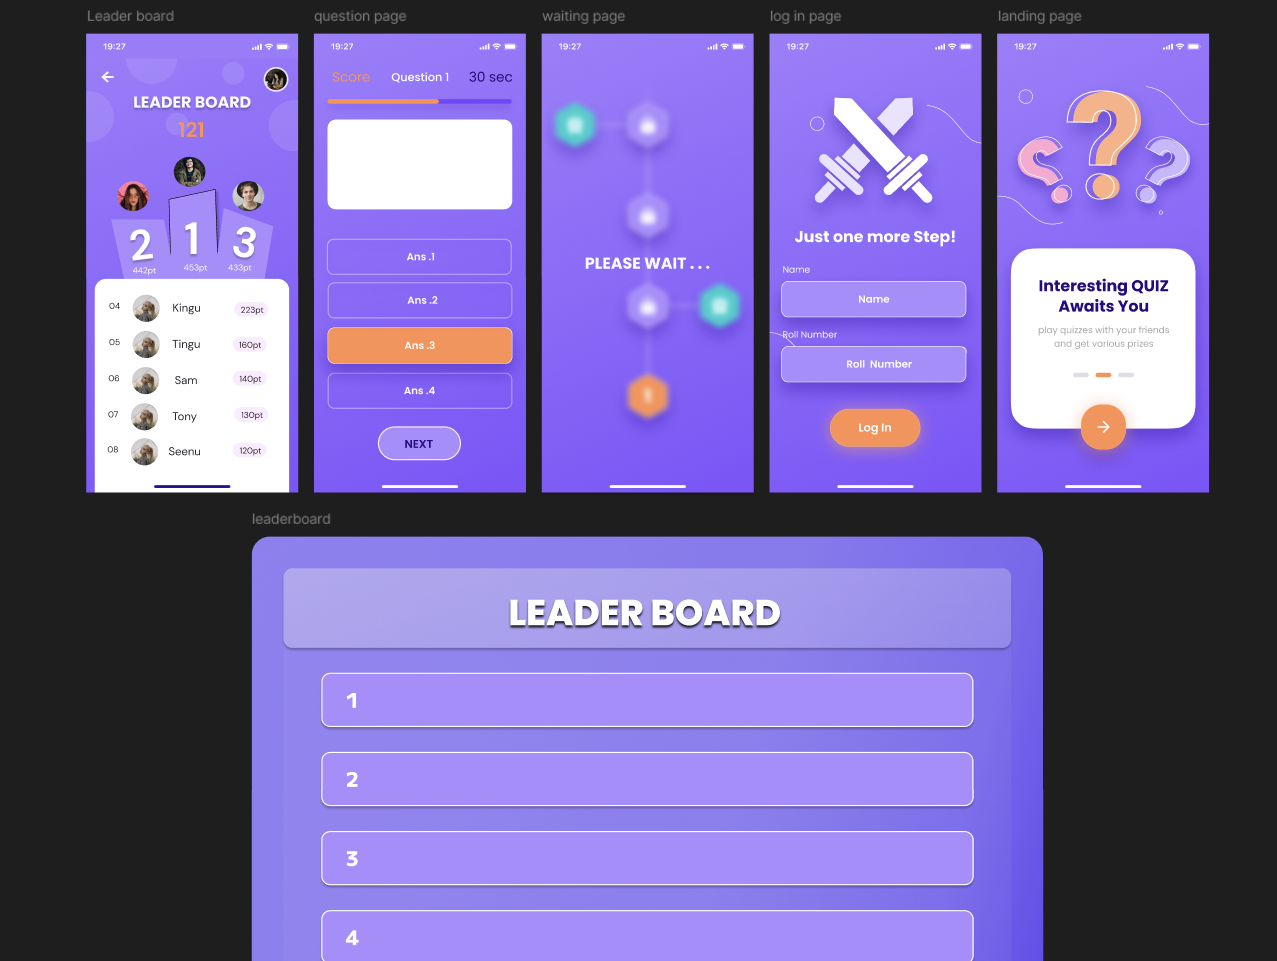 Leader board
19:27
LEADER BOARD
121
2
1
3
442pt
453pt
433pt
04 Kingu 223pt
05 Tingu 160pt
06 Sam 140pt
07 Tony 130pt
08 Seenu 120pt
question page
19:27
Score Question 1 30 sec
Ans .1
Ans .2
Ans .3
Ans .4
NEXT
waiting page
19:27
PLEASE WAIT . . .
1
log in page
19:27
Just one more Step!
Name
Name
Roll Number
Roll Number
Log In
landing page
19:27
? ? ?
Interesting QUIZ
Awaits You
play quizzes with your friends
and get various prizes
leaderboard
LEADER BOARD
1
2
3
4